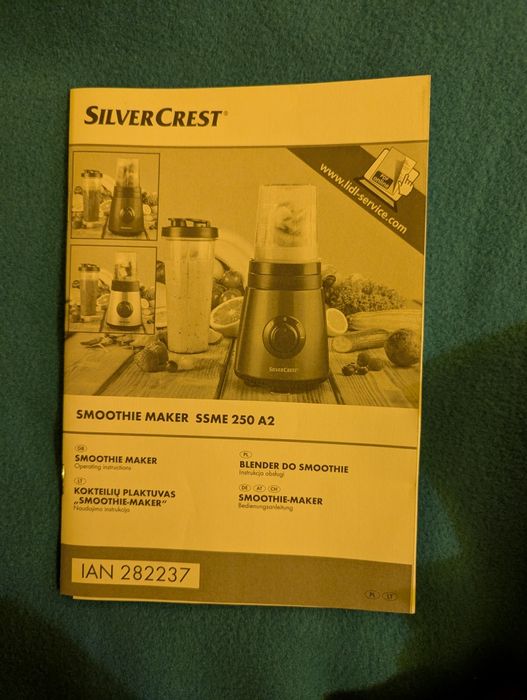 SILVERCREST®
PDF online
www.lidl-service.com
SILVERCREST®
SMOOTHIE MAKER SSME 250 A2
GB
SMOOTHIE MAKER
Operating instructions
LT
KOKTEILIŲ PLAKTUVAS
„SMOOTHIE-MAKER“
Naudojimo instrukcija
PL
BLENDER DO SMOOTHIE
Instrukcja obsługi
DE AT CH
SMOOTHIE-MAKER
Bedienungsanleitung
IAN 282237
PL LT